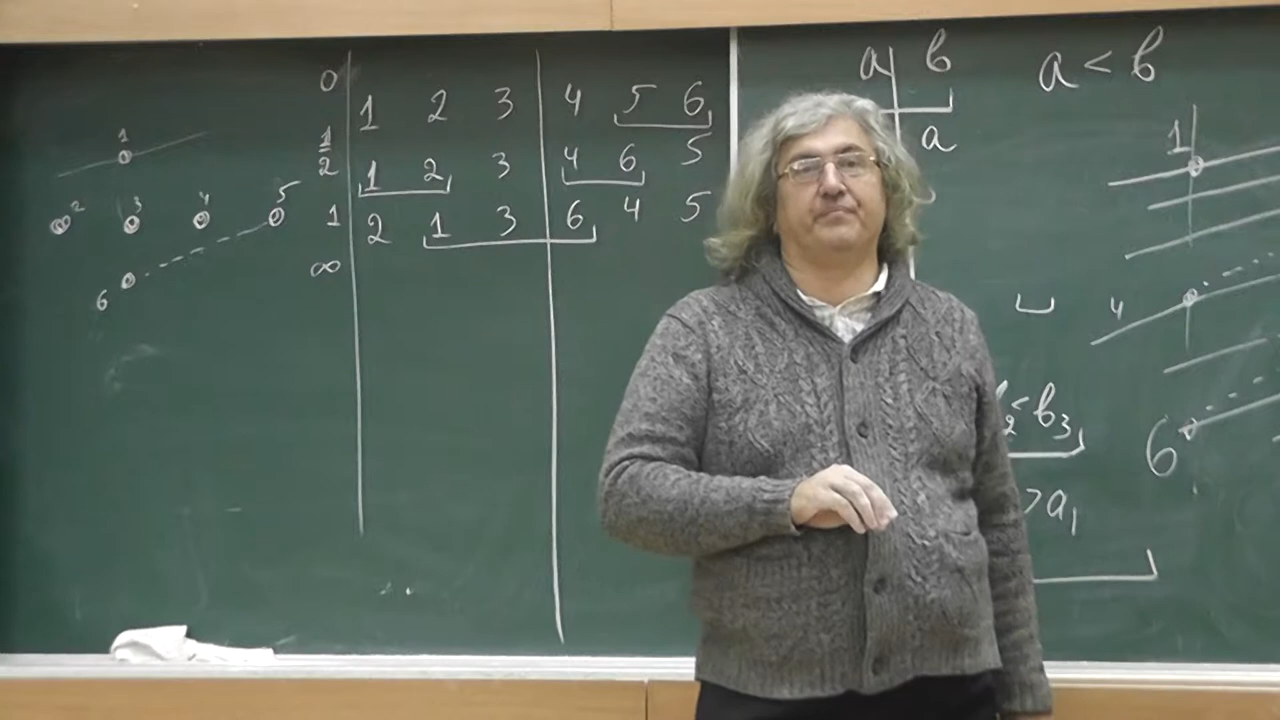 0 1 2 3 4 5 6
1/2 1 2 3 4 6 5
1 2 1 3 6 4 5
∞
1
2 3 4 5
6
a b
a
a < b
1
4
6
2 < b3
> a1